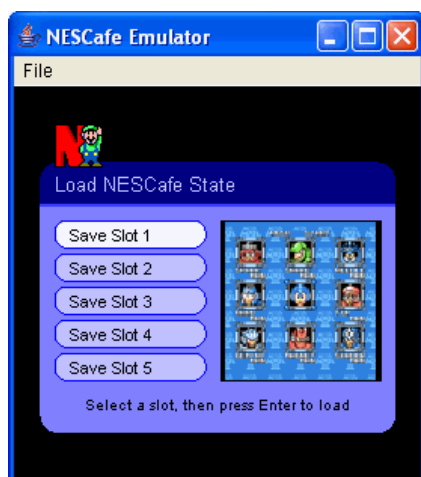 NESCafe Emulator
File
N
Load NESCafe State
Save Slot 1
Save Slot 2
Save Slot 3
Save Slot 4
Save Slot 5
Select a slot, then press Enter to load